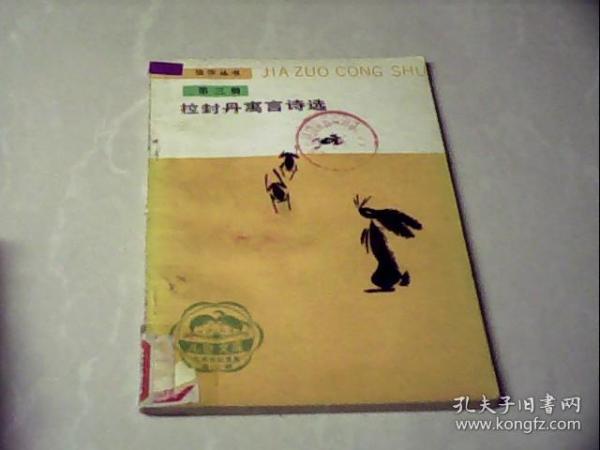 佳作丛书 JIA ZUO CONG SHU
第三辑
拉封丹寓言诗选
孔夫子旧书网
www.kongfz.com